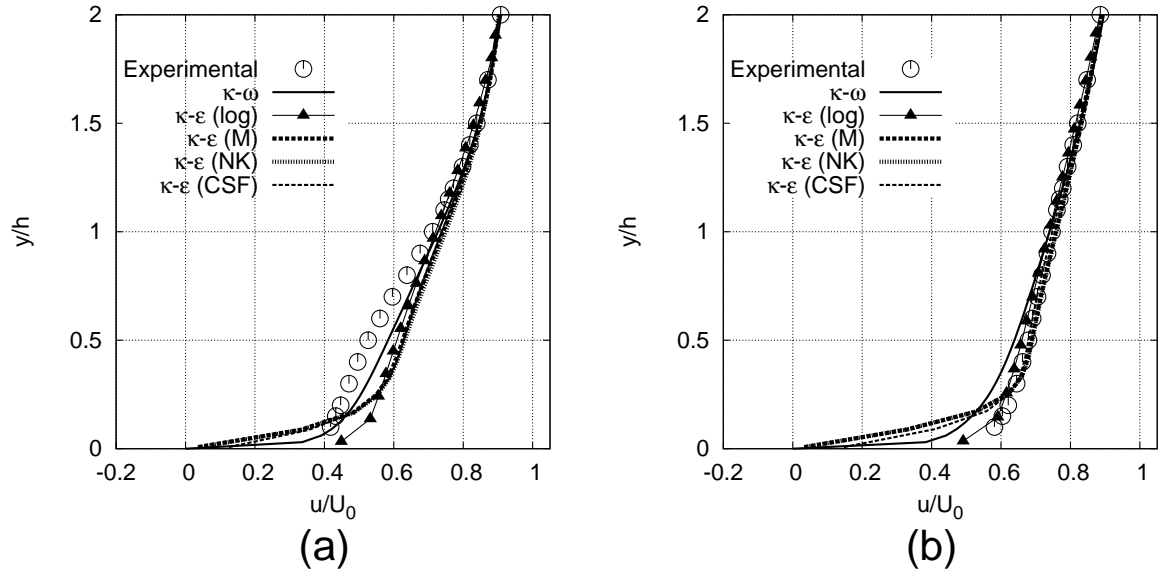 2
1.5
1
0.5
0
-0.2 0 0.2 0.4 0.6 0.8 1
y/h
u/U0
Experimental
κ-ω
κ-ε (log)
κ-ε (M)
κ-ε (NK)
κ-ε (CSF)
(a)
2
1.5
1
0.5
0
-0.2 0 0.2 0.4 0.6 0.8 1
y/h
u/U0
Experimental
κ-ω
κ-ε (log)
κ-ε (M)
κ-ε (NK)
κ-ε (CSF)
(b)